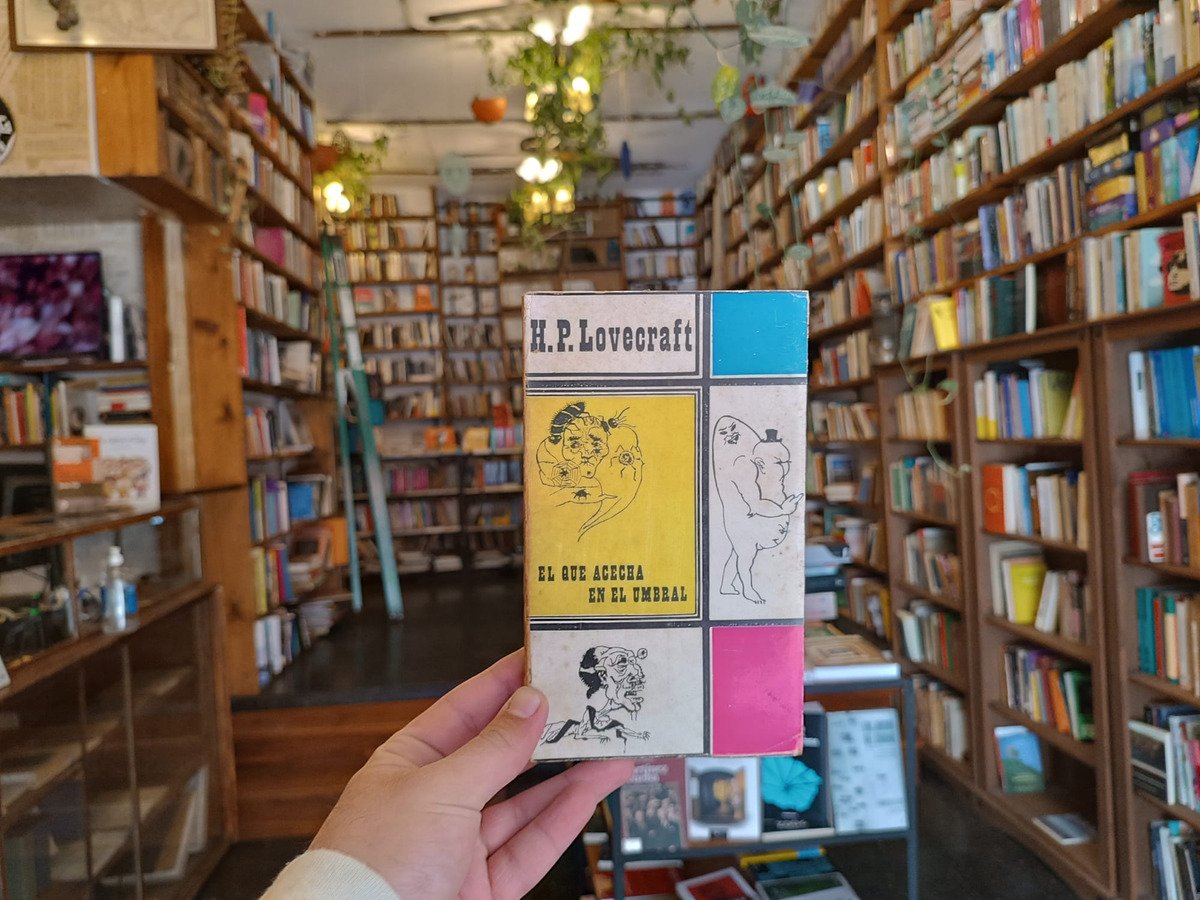 H.P. Lovecraft
EL QUE ACECHA
EN EL UMBRAL